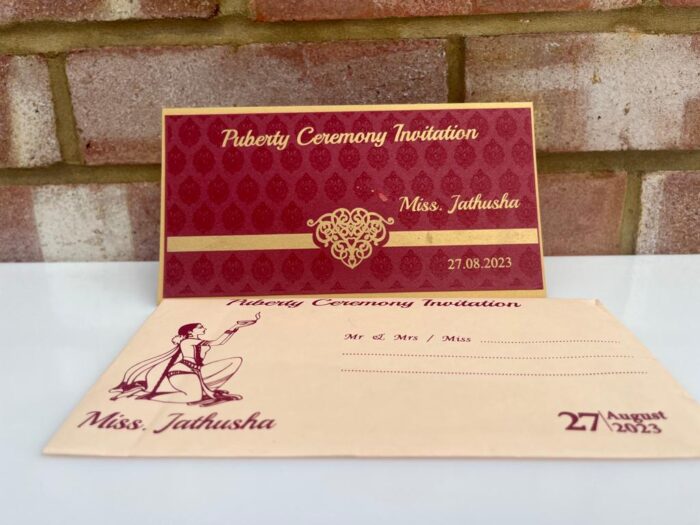 Puberty Ceremony Invitation
Miss. Jathusha
27.08.2023
Puberty Ceremony Invitation
Mr & Mrs / Miss ........................................
Miss. Jathusha
27 August
2023